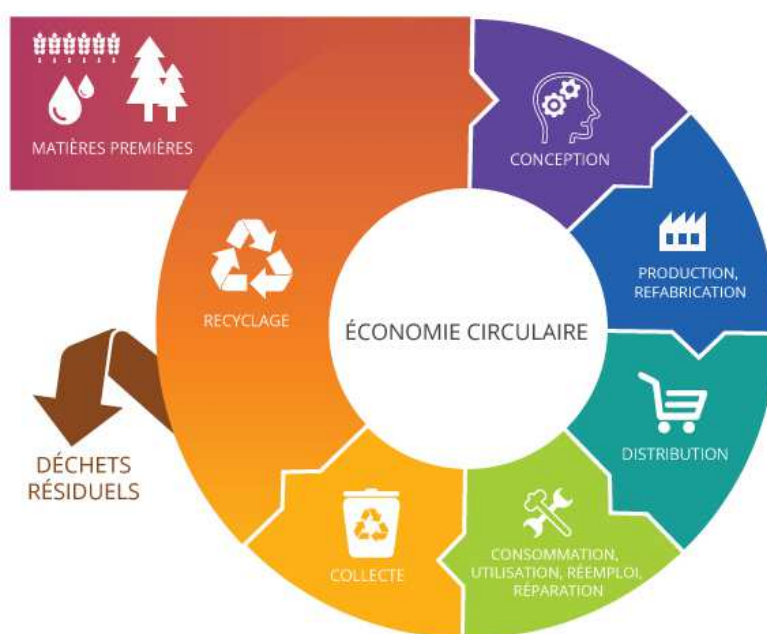 MATIÈRES PREMIÈRES
CONCEPTION
PRODUCTION,
REFABRICATION
RECYCLAGE
ÉCONOMIE CIRCULAIRE
DISTRIBUTION
DÉCHETS
RÉSIDUELS
CONSOMMATION,
UTILISATION, RÉEMPLOI,
RÉPARATION
COLLECTE